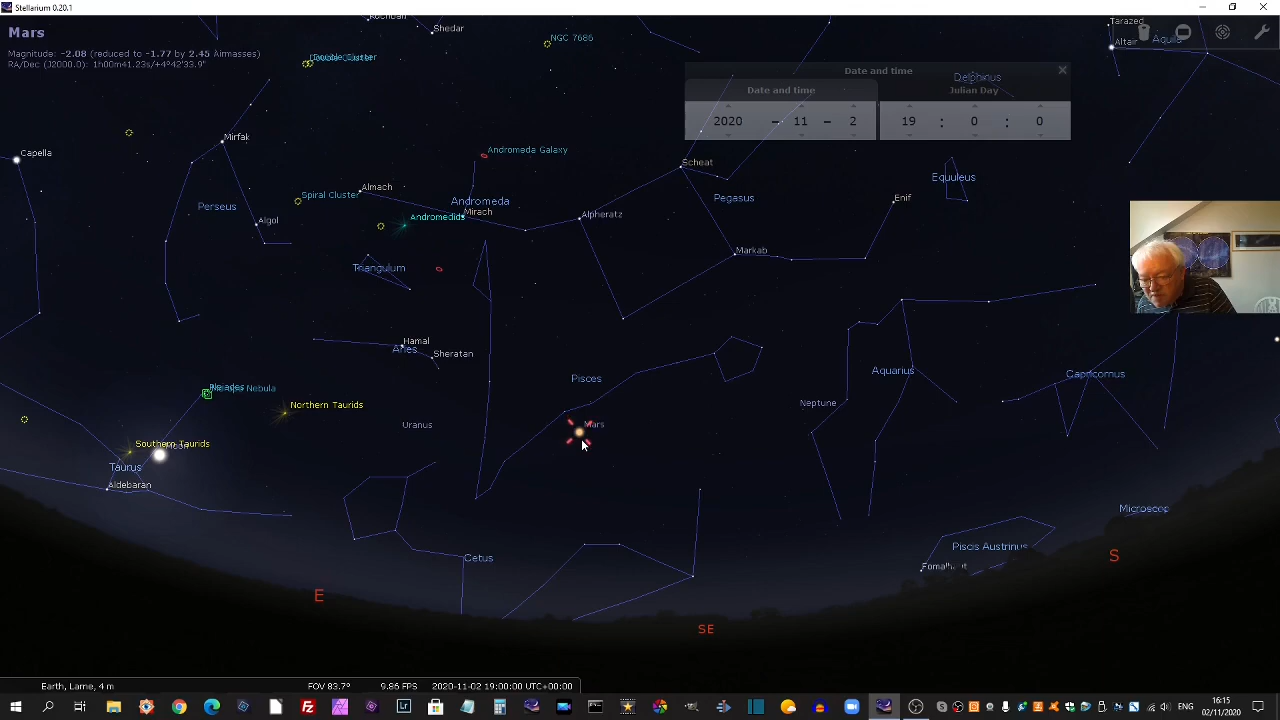 Stellarium 0.20.1
Mars
Magnitude: -2.08 (reduced to -1.77 by 2.45 Airmasses)
RA/Dec (J2000.0): 1h00m41.23s/+4°42'33.9"
Shedar
NGC 7686
Tarazed
Altair
Date and time
Delphinus
Date and time
Julian Day
2020 - 11 - 2
19 : 0 : 0
Mirfak
Capella
Andromeda Galaxy
Scheat
Equuleus
Almach
Spiral Cluster
Andromeda
Pegasus
Enif
Perseus
Algol
Andromedids
Mirach
Alpheratz
Markab
Triangulum
Hamal
Aries
Sheratan
Pisces
Aquarius
Capricornus
Pleiades
Nebula
Northern Taurids
Neptune
Mars
Uranus
Southern Taurids
Moon
Taurus
Aldebaran
Microscop
Cetus
Piscis Austrinus
Fomalhaut
E
S
SE
Earth, Larne, 4 m
FOV 83.7°
9.86 FPS
2020-11-02 19:00:00 UTC+00:00
ENG
16:15
02/11/2020